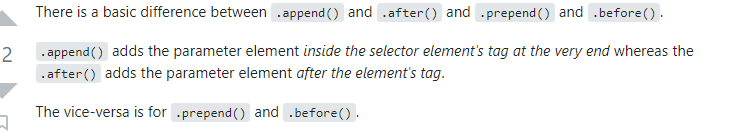 There is a basic difference between .append() and .after() and .prepend() and .before().
2
.append() adds the parameter element inside the selector element's tag at the very end whereas the
.after() adds the parameter element after the element's tag.
The vice-versa is for .prepend() and .before().